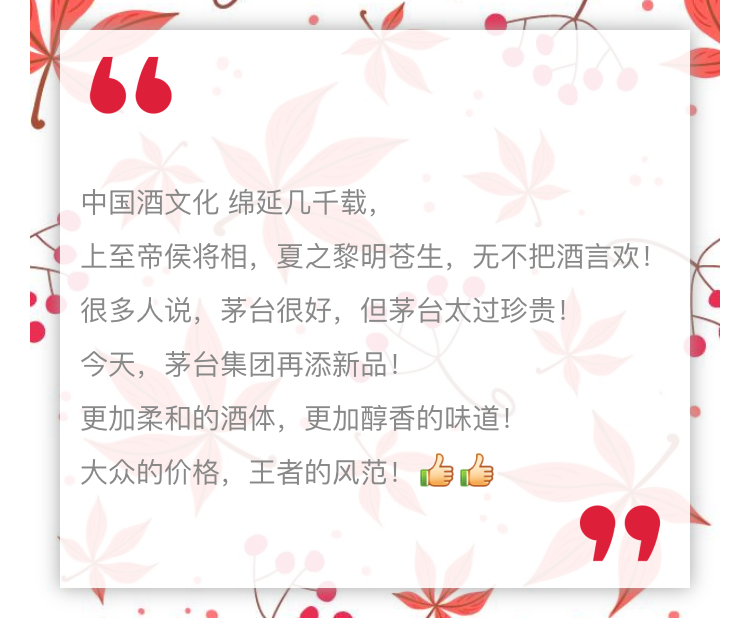 中国酒文化 绵延几千载，
上至帝侯将相，夏之黎明苍生，无不把酒言欢！
很多人说，茅台很好，但茅台太过珍贵！
今天，茅台集团再添新品！
更加柔和的酒体，更加醇香的味道！
大众的价格，王者的风范！👍👍